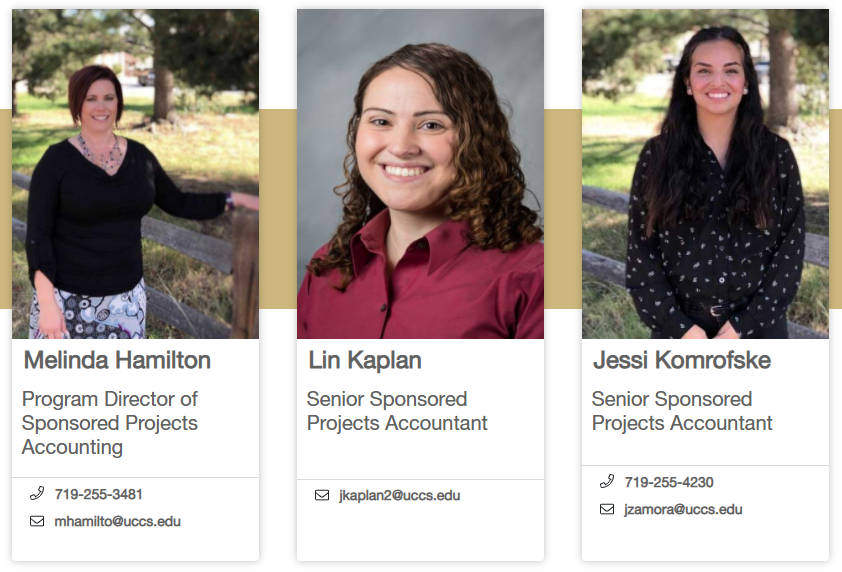 Melinda Hamilton
Program Director of
Sponsored Projects
Accounting
719-255-3481
mhamilto@uccs.edu
Lin Kaplan
Senior Sponsored
Projects Accountant
jkaplan2@uccs.edu
Jessi Komrofske
Senior Sponsored
Projects Accountant
719-255-4230
jzamora@uccs.edu